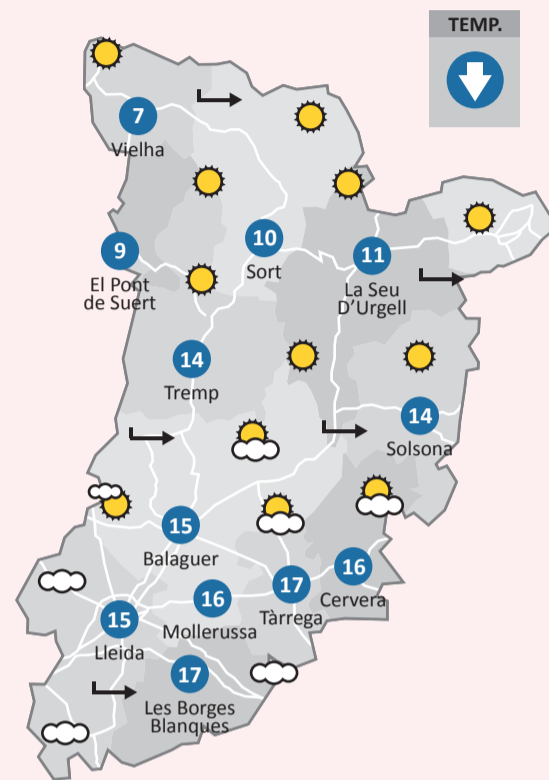 TEMP.
7
Vielha
9
El Pont
de Suert
10
Sort
11
La Seu
D'Urgell
14
Tremp
14
Solsona
15
Balaguer
16
Cervera
17
Tàrrega
16
Mollerussa
15
Lleida
17
Les Borges
Blanques